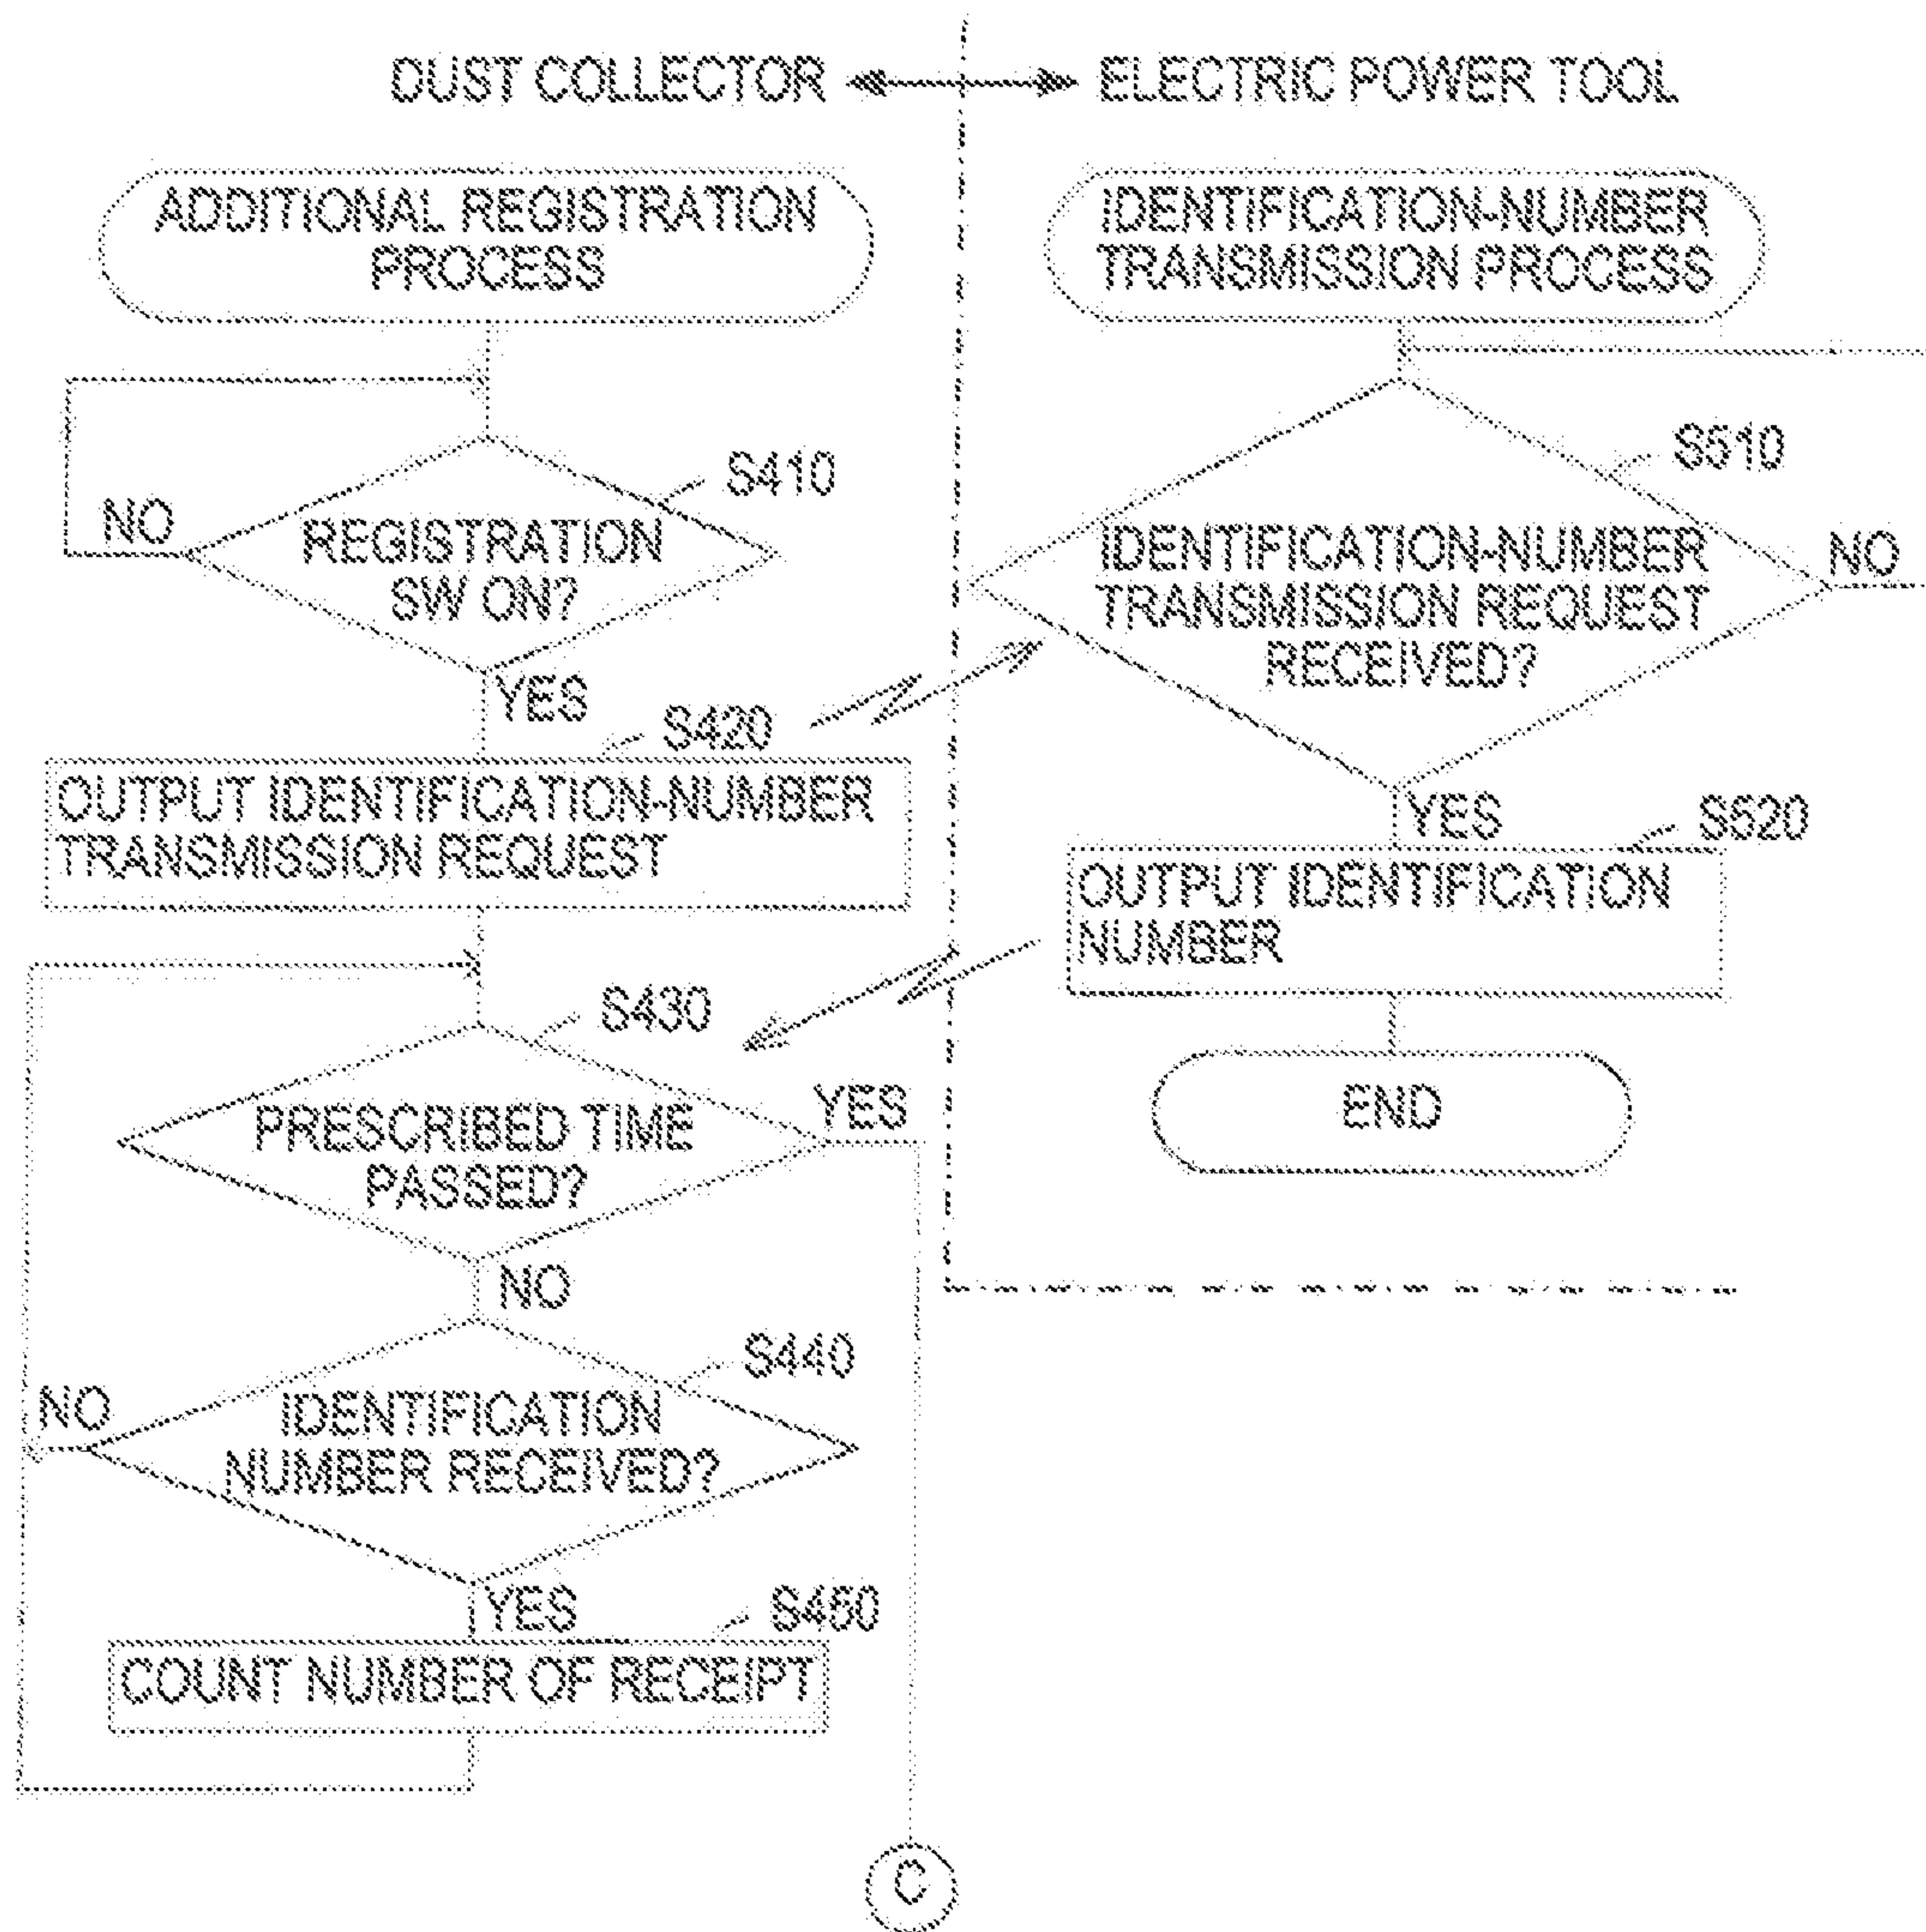 DUST COLLECTOR
ELECTRIC POWER TOOL
ADDITIONAL REGISTRATION
PROCESS
NO
REGISTRATION
SW ON?
S410
YES
S420
OUTPUT IDENTIFICATION-NUMBER
TRANSMISSION REQUEST
S430
PRESCRIBED TIME
PASSED?
YES
NO
S440
NO
IDENTIFICATION
NUMBER RECEIVED?
YES
S450
COUNT NUMBER OF RECEIPT
C
IDENTIFICATION-NUMBER
TRANSMISSION PROCESS
S510
IDENTIFICATION-NUMBER
TRANSMISSION REQUEST
RECEIVED?
NO
YES
S520
OUTPUT IDENTIFICATION
NUMBER
END